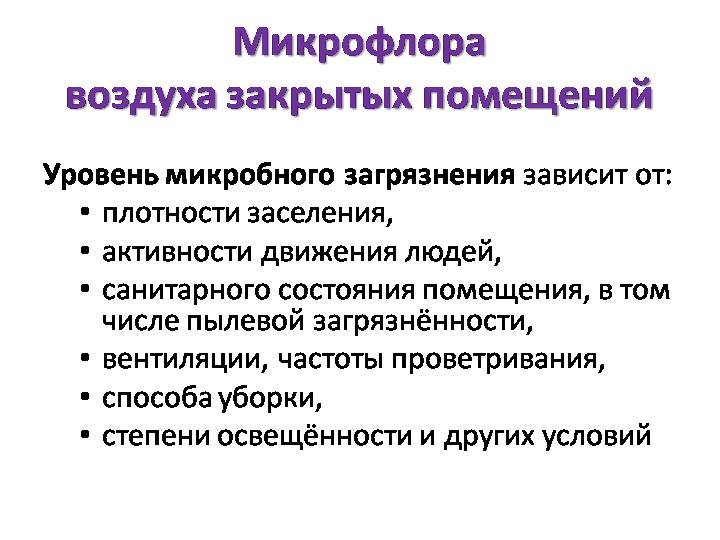 Микрофлора
воздуха закрытых помещений
Уровень микробного загрязнения зависит от:
• плотности заселения,
• активности движения людей,
• санитарного состояния помещения, в том
числе пылевой загрязнённости,
• вентиляции, частоты проветривания,
• способа уборки,
• степени освещённости и других условий